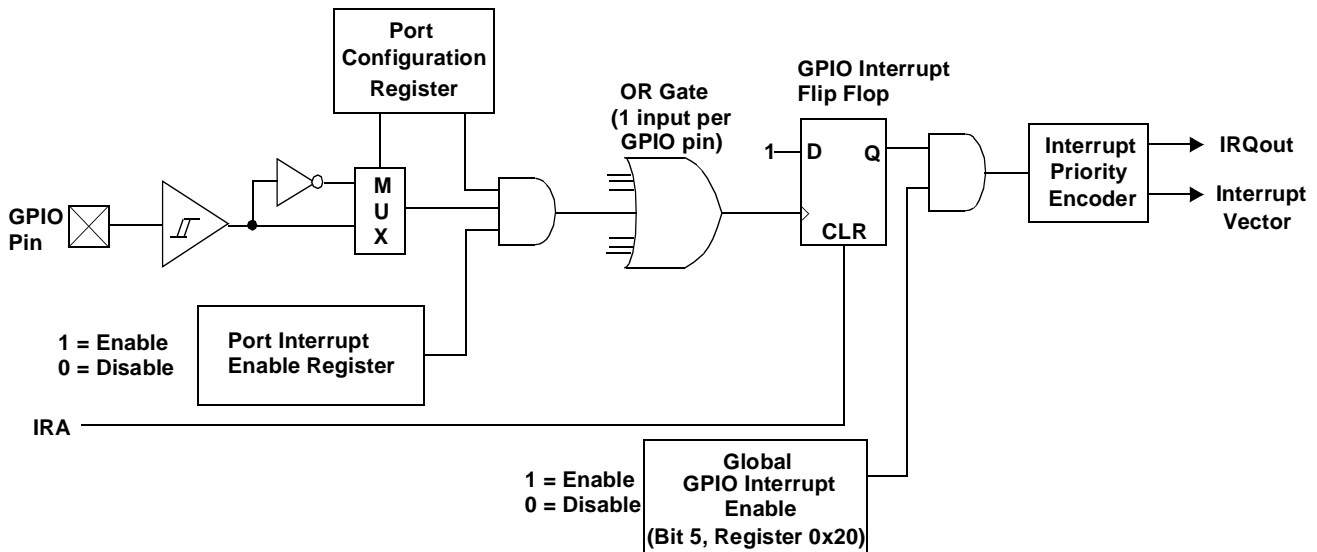 Port
Configuration
Register
GPIO Interrupt
Flip Flop
OR Gate
(1 input per
GPIO pin)
1
D
Q
CLR
Interrupt
Priority
Encoder
IRQout
Interrupt
Vector
M
U
X
GPIO
Pin
1 = Enable
0 = Disable
Port Interrupt
Enable Register
IRA
1 = Enable
0 = Disable
Global
GPIO Interrupt
Enable
(Bit 5, Register 0x20)